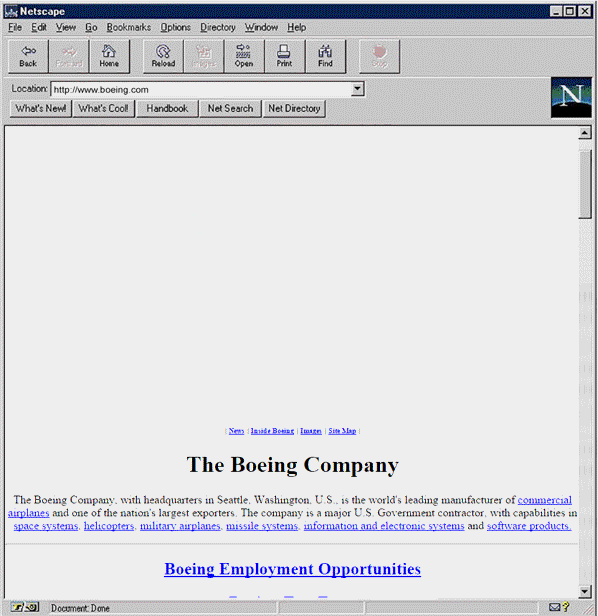 Netscape
File Edit View Go Bookmarks Options Directory Window Help
Back Forward Home Reload Images Open Print Find Stop
Location: http://www.boeing.com
N
What's New! What's Cool! Handbook Net Search Net Directory
| News | Inside Boeing | Images | Site Map |
The Boeing Company
The Boeing Company, with headquarters in Seattle, Washington, U.S., is the world's leading manufacturer of commercial
airplanes and one of the nation's largest exporters. The company is a major U.S. Government contractor, with capabilities in
space systems, helicopters, military airplanes, missile systems, information and electronic systems and software products.
Boeing Employment Opportunities
Document: Done